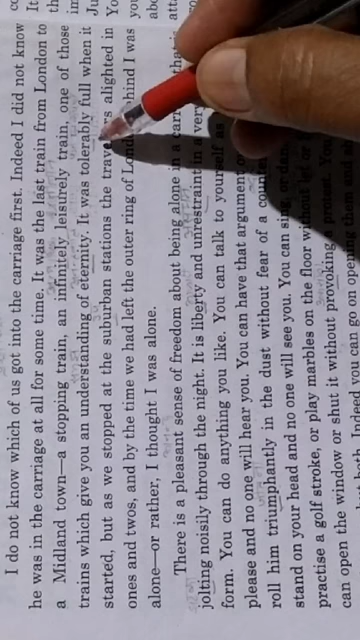 I do not know which of us got into the carriage first. Indeed I did not know
he was in the carriage at all for some time. It was the last train from London to
a Midland town—a stopping train, an infinitely leisurely train, one of those
trains which give you an understanding of eternity. It was tolerably full when it
started, but as we stopped at the suburban stations the alighted in
ones and twos, and by the time we had left the outer ring of I was
alone—or rather, I thought I was alone.
There is a pleasant sense of freedom about being alone in a that
jolting noisily through the night. It is liberty and unrestraint in a very
form. You can do anything you like. You can talk to yourself as
please and no one will hear you. You can have that argument
roll him triumphantly in the dust without fear of a
stand on your head and no one will see you. You can sing, or
practise a golf stroke, or play marbles on the floor without let or
can open the window or shut it without provoking a protest. You
Indeed you can go on opening them and